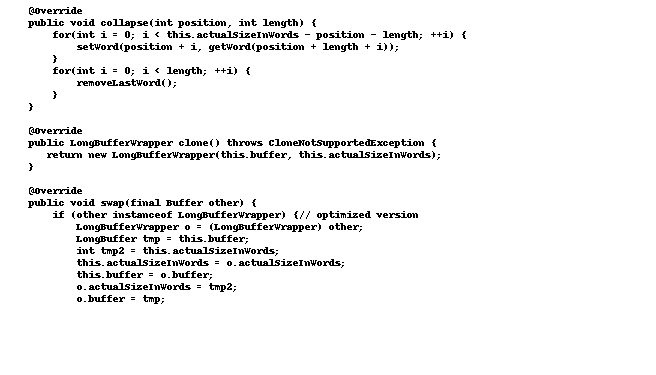 @Override
public void collapse(int position, int length) {
for(int i = 0; i < this.actualSizeInWords - position - length; ++i) {
setWord(position + i, getWord(position + length + i));
}
for(int i = 0; i < length; ++i) {
removeLastWord();
}
}
@Override
public LongBufferWrapper clone() throws CloneNotSupportedException {
return new LongBufferWrapper(this.buffer, this.actualSizeInWords);
}
@Override
public void swap(final Buffer other) {
if (other instanceof LongBufferWrapper) {// optimized version
LongBufferWrapper o = (LongBufferWrapper) other;
LongBuffer tmp = this.buffer;
int tmp2 = this.actualSizeInWords;
this.actualSizeInWords = o.actualSizeInWords;
this.buffer = o.buffer;
o.actualSizeInWords = tmp2;
o.buffer = tmp;